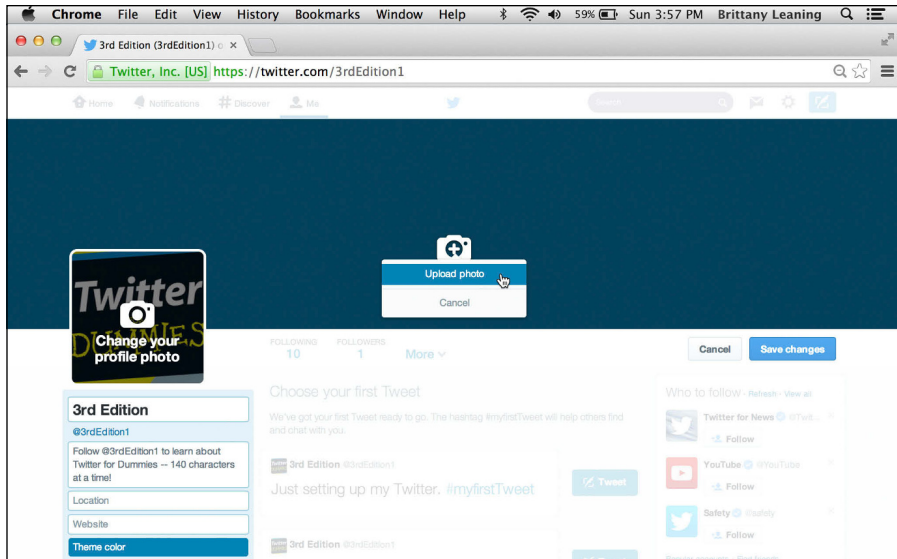 Chrome File Edit View History Bookmarks Window Help 59% Sun 3:57 PM Brittany Leaning
3rd Edition (3rdEdition1) o
Twitter, Inc. [US] https://twitter.com/3rdEdition1
Home Notifications Discover Me Search
Upload photo
Cancel
Twitter
DUMMIES
Change your
profile photo
FOLLOWING FOLLOWERS
10 1 More
Cancel Save changes
3rd Edition
@3rdEdition1
Follow @3rdEdition1 to learn about
Twitter for Dummies -- 140 characters
at a time!
Location
Website
Theme color
Choose your first Tweet
We've got your first Tweet ready to go. The hashtag #myfirstTweet will help others find
and chat with you.
3rd Edition @3rdEdition1
Just setting up my Twitter. #myfirstTweet
Tweet
3rd Edition @3rdEdition1
Who to follow · Refresh · View all
Twitter for News @Twit...
Follow
YouTube @YouTube
Follow
Safety @safety
Follow